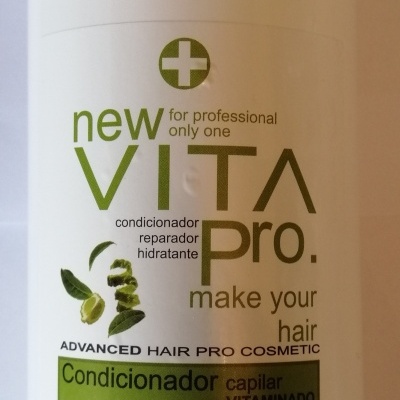 new for professional
only one
VITA
condicionador
reparador
hidratante
pro.
make your
hair
ADVANCED HAIR PRO COSMETIC
Condicionador capilar
VITAMINADO